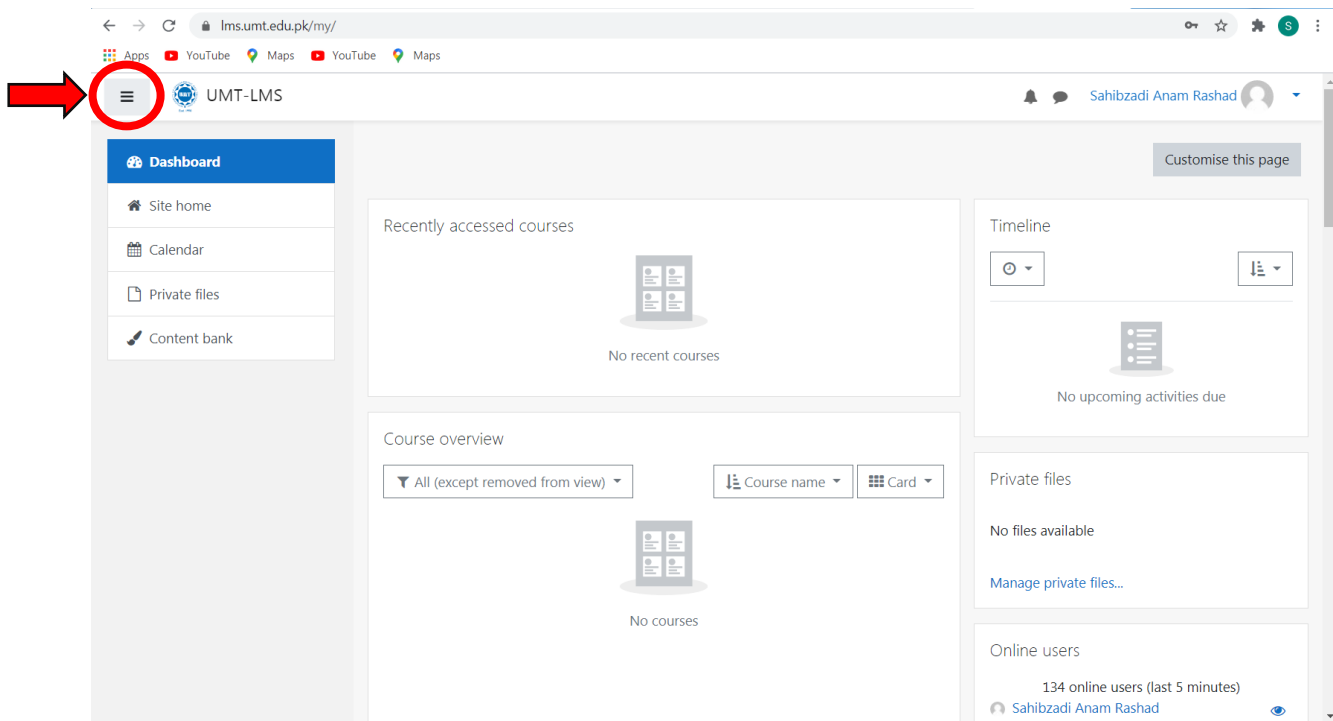 lms.umt.edu.pk/my/
S
Apps YouTube Maps YouTube Maps
UMT-LMS
Sahibzadi Anam Rashad
Dashboard
Site home
Calendar
Private files
Content bank
Customise this page
Recently accessed courses
No recent courses
Course overview
All (except removed from view) Course name Card
No courses
Timeline
No upcoming activities due
Private files
No files available
Manage private files...
Online users
134 online users (last 5 minutes)
Sahibzadi Anam Rashad